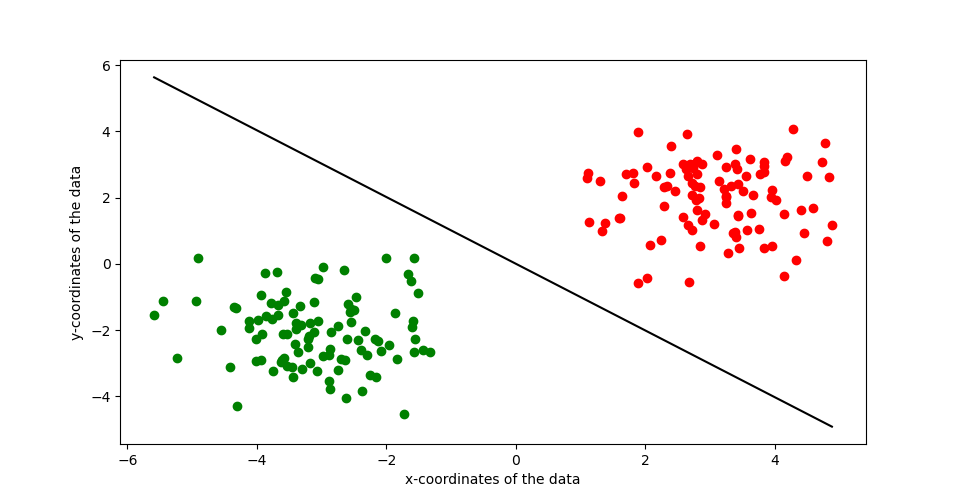 6
4
2
0
−2
−4
y-coordinates of the data
−6 −4 −2 0 2 4
x-coordinates of the data